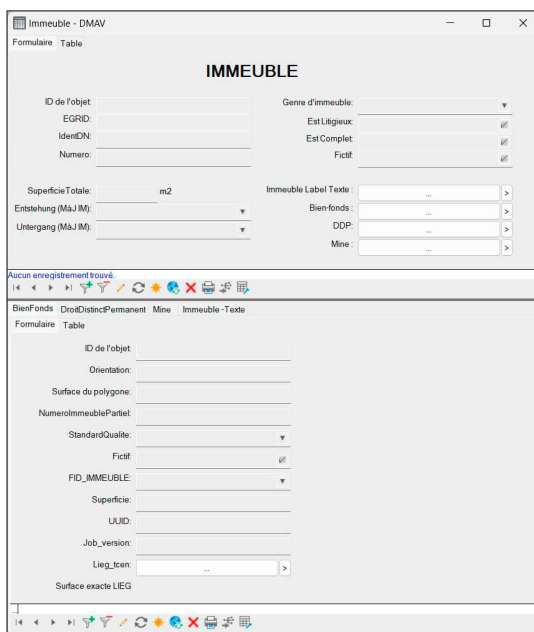 Immeuble - DMAV
Formulaire Table
IMMEUBLE
ID de l'objet:
EGRID:
IdentDN:
Numero:
Genre d'immeuble:
Est Litigieux:
Est Complet:
Fictif:
Superficie Totale: m2
Entstehung (MàJ IM):
Untergang (MàJ IM):
Immeuble Label Texte : ... >
Bien-fonds : ... >
DDP: ... >
Mine : ... >
Aucun enregistrement trouvé.
BienFonds DroitDistinctPermanent Mine Immeuble -Texte
Formulaire Table
ID de l'objet:
Orientation:
Surface du polygone:
NumeroImmeublePartiel:
StandardQualite:
Fictif:
FID_IMMEUBLE:
Superficie:
UUID:
Job_version:
Lieg_tcen: ... >
Surface exacte LIEG